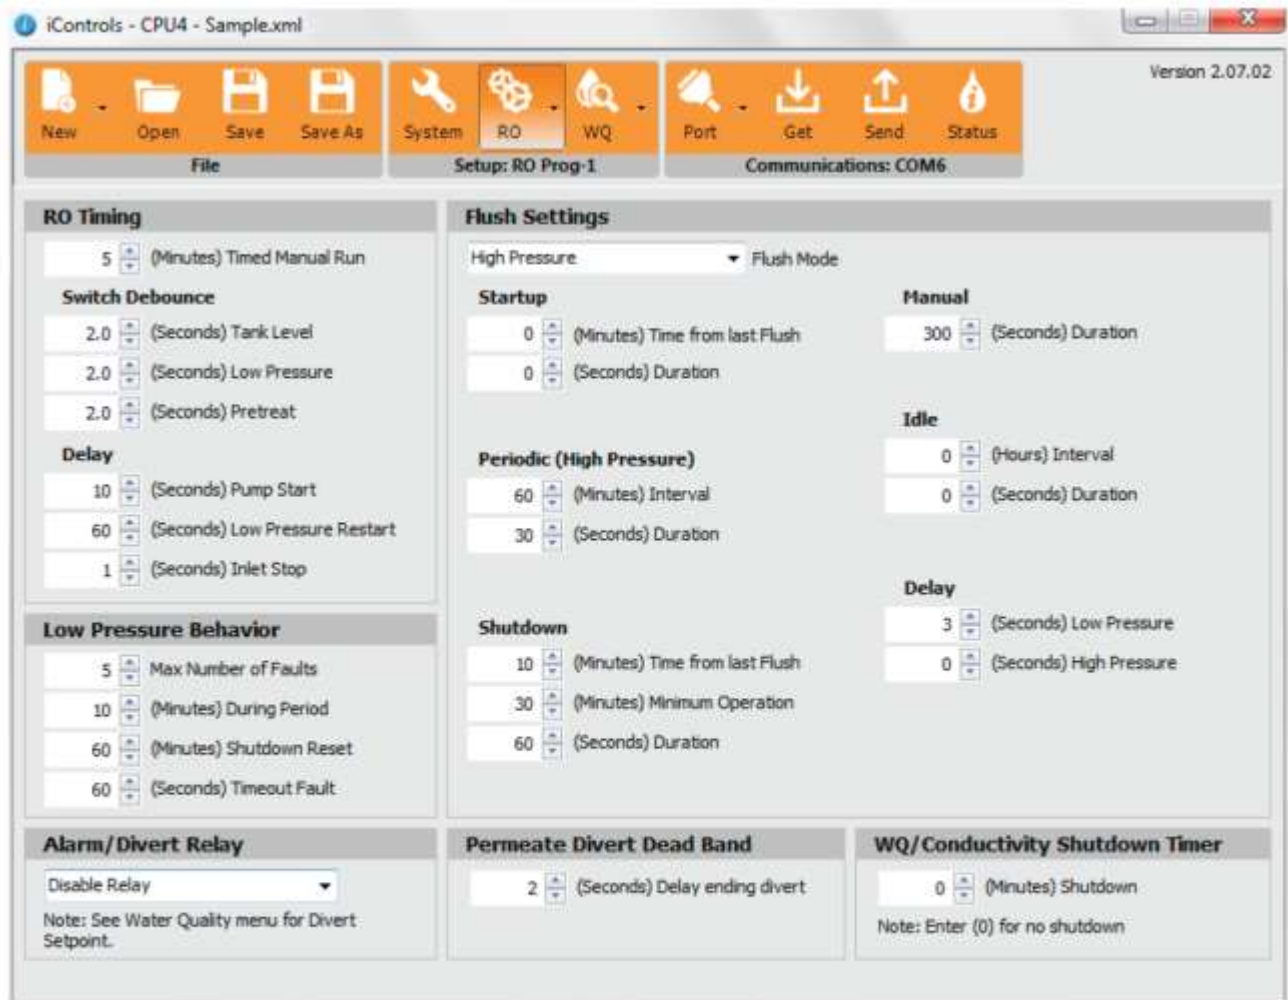 iControls - CPU4 - Sample.xml
Version 2.07.02
New Open Save Save As System RO WQ Port Get Send Status
File Setup: RO Prog-1 Communications: COM6
RO Timing
5 (Minutes) Timed Manual Run
Switch Debounce
2.0 (Seconds) Tank Level
2.0 (Seconds) Low Pressure
2.0 (Seconds) Pretreat
Delay
10 (Seconds) Pump Start
60 (Seconds) Low Pressure Restart
1 (Seconds) Inlet Stop
Low Pressure Behavior
5 Max Number of Faults
10 (Minutes) During Period
60 (Minutes) Shutdown Reset
60 (Seconds) Timeout Fault
Flush Settings
High Pressure Flush Mode
Startup
0 (Minutes) Time from last Flush
0 (Seconds) Duration
Periodic (High Pressure)
60 (Minutes) Interval
30 (Seconds) Duration
Shutdown
10 (Minutes) Time from last Flush
30 (Minutes) Minimum Operation
60 (Seconds) Duration
Manual
300 (Seconds) Duration
Idle
0 (Hours) Interval
0 (Seconds) Duration
Delay
3 (Seconds) Low Pressure
0 (Seconds) High Pressure
Alarm/Divert Relay
Disable Relay
Note: See Water Quality menu for Divert
Setpoint.
Permeate Divert Dead Band
2 (Seconds) Delay ending divert
WQ/Conductivity Shutdown Timer
0 (Minutes) Shutdown
Note: Enter (0) for no shutdown